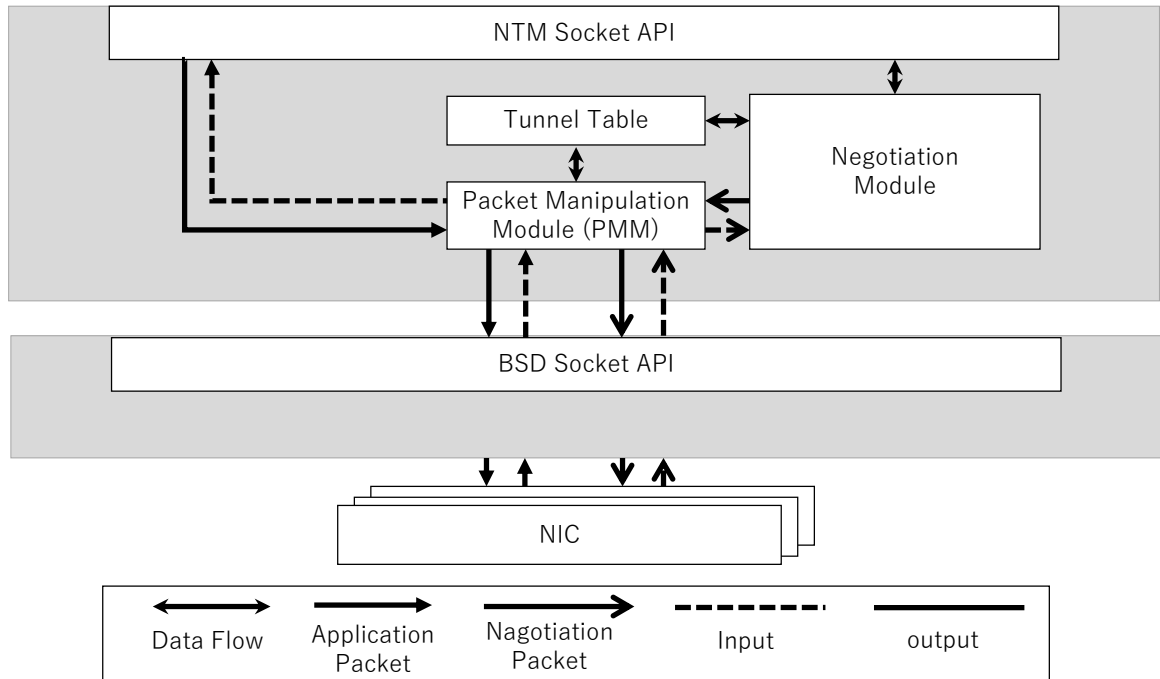 NTM Socket API
Tunnel Table
Negotiation
Module
Packet Manipulation
Module (PMM)
BSD Socket API
NIC
Data Flow
Application
Packet
Nagotiation
Packet
Input
output